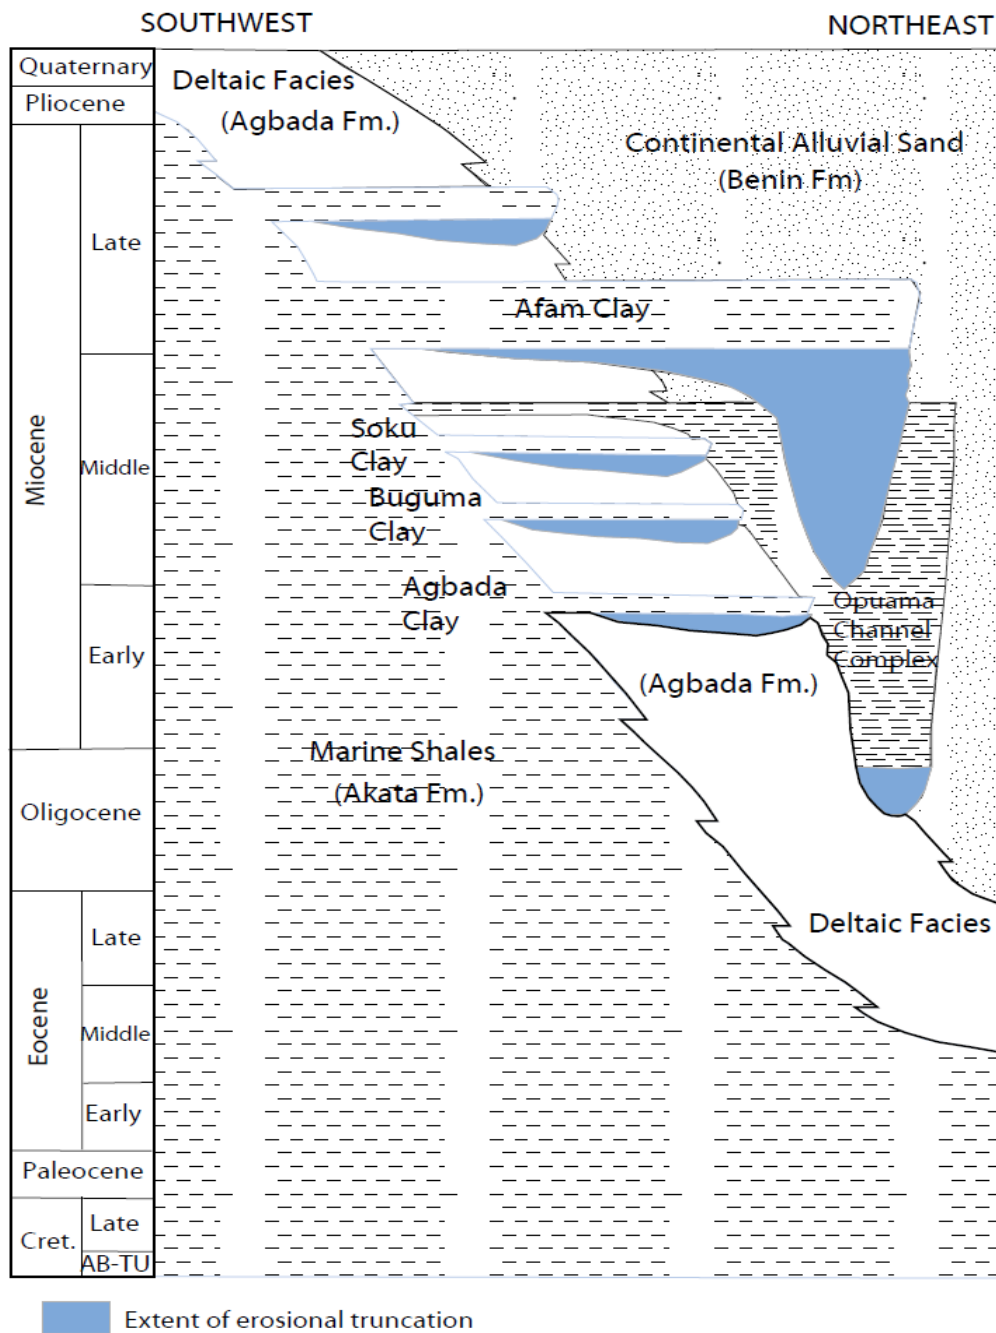 SOUTHWEST
NORTHEAST
Quaternary
Pliocene
Miocene
Late
Middle
Early
Oligocene
Eocene
Late
Middle
Early
Paleocene
Cret.
Late
AB-TU
Deltaic Facies
(Agbada Fm.)
Continental Alluvial Sand
(Benin Fm)
Afam Clay
Soku
Clay
Buguma
Clay
Agbada
Clay
Opuama
Channel
Complex
(Agbada Fm.)
Marine Shales
(Akata Fm.)
Deltaic Facies
Extent of erosional truncation